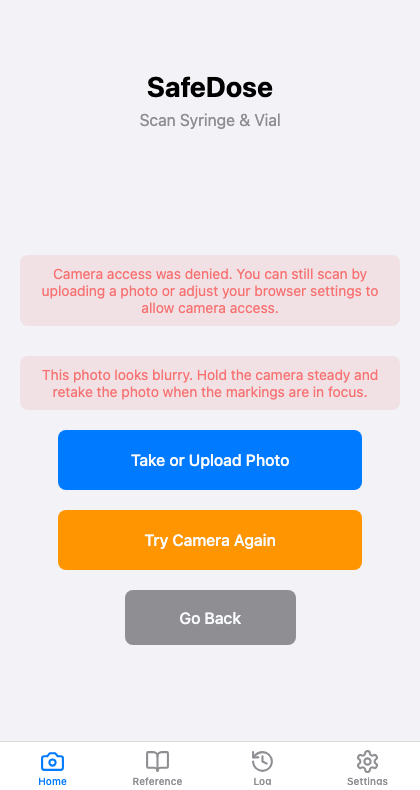 SafeDose
Scan Syringe & Vial
Camera access was denied. You can still scan by
uploading a photo or adjust your browser settings to
allow camera access.
This photo looks blurry. Hold the camera steady and
retake the photo when the markings are in focus.
Take or Upload Photo
Try Camera Again
Go Back
Home
Reference
Log
Settings